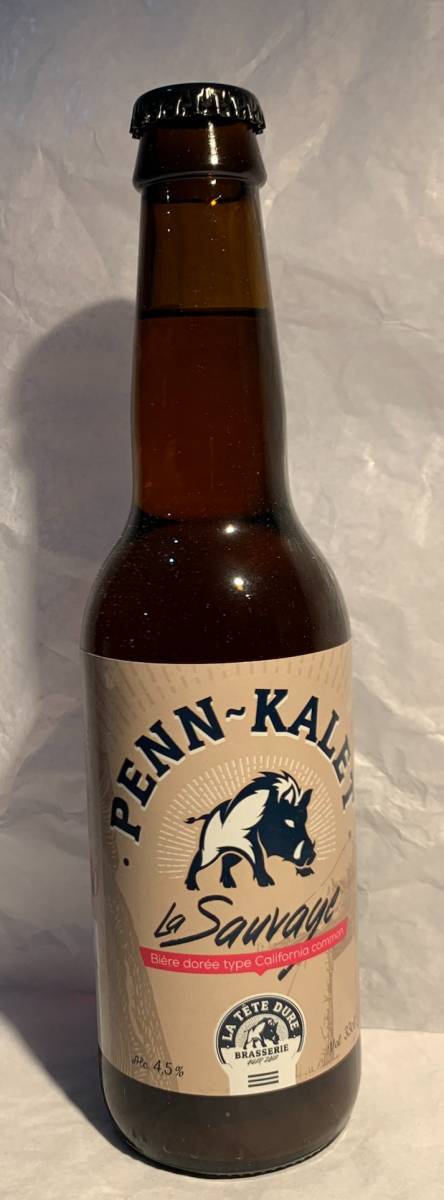 PENN~KALET
La Sauvage
Bière dorée type California common
LA TÊTE DURE
BRASSERIE
Alc. 4,5%
Vol. 33cl